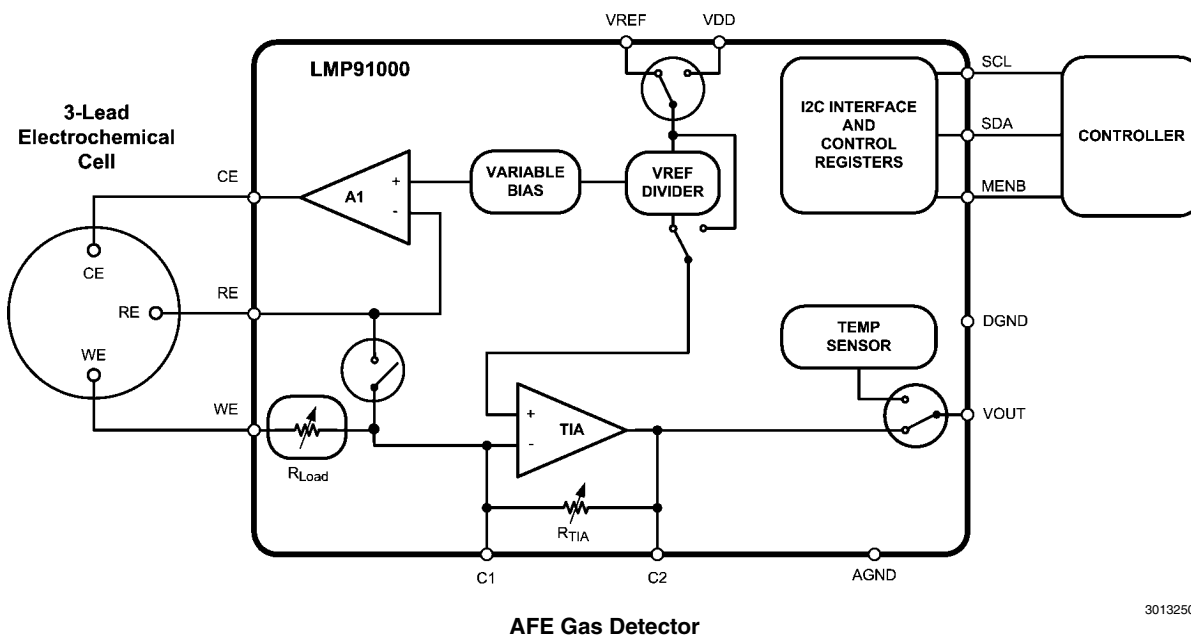 VREF
VDD
LMP91000
SCL
SDA
MENB
I2C INTERFACE
AND
CONTROL
REGISTERS
CONTROLLER
3-Lead
Electrochemical
Cell
CE
A1
+
-
VARIABLE
BIAS
VREF
DIVIDER
CE
RE
RE
WE
WE
RLoad
+
-
TIA
RTIA
TEMP
SENSOR
DGND
VOUT
C1
C2
AGND
3013250
AFE Gas Detector